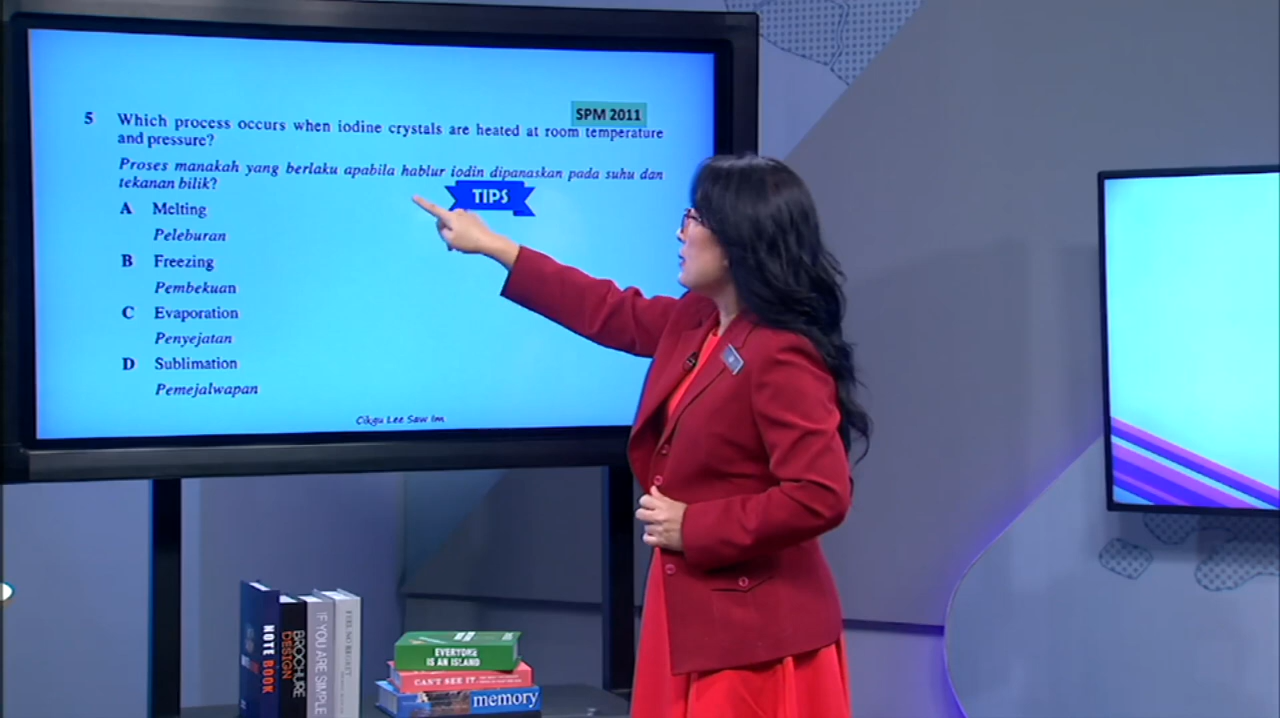 SPM 2011
5 Which process occurs when iodine crystals are heated at room temperature
and pressure?
Proses manakah yang berlaku apabila hablur iodin dipanaskan pada suhu dan
tekanan bilik?
TIPS
A Melting
Peleburan
B Freezing
Pembekuan
C Evaporation
Penyejatan
D Sublimation
Pemejalwapan
Cikgu Lee Saw Im
NOTE BOOK
BROCHURE
DESIGN
IF YOU ARE SIMPLE
EVERYONE
IS AN ISLAND
CAN'T SEE IT
memory